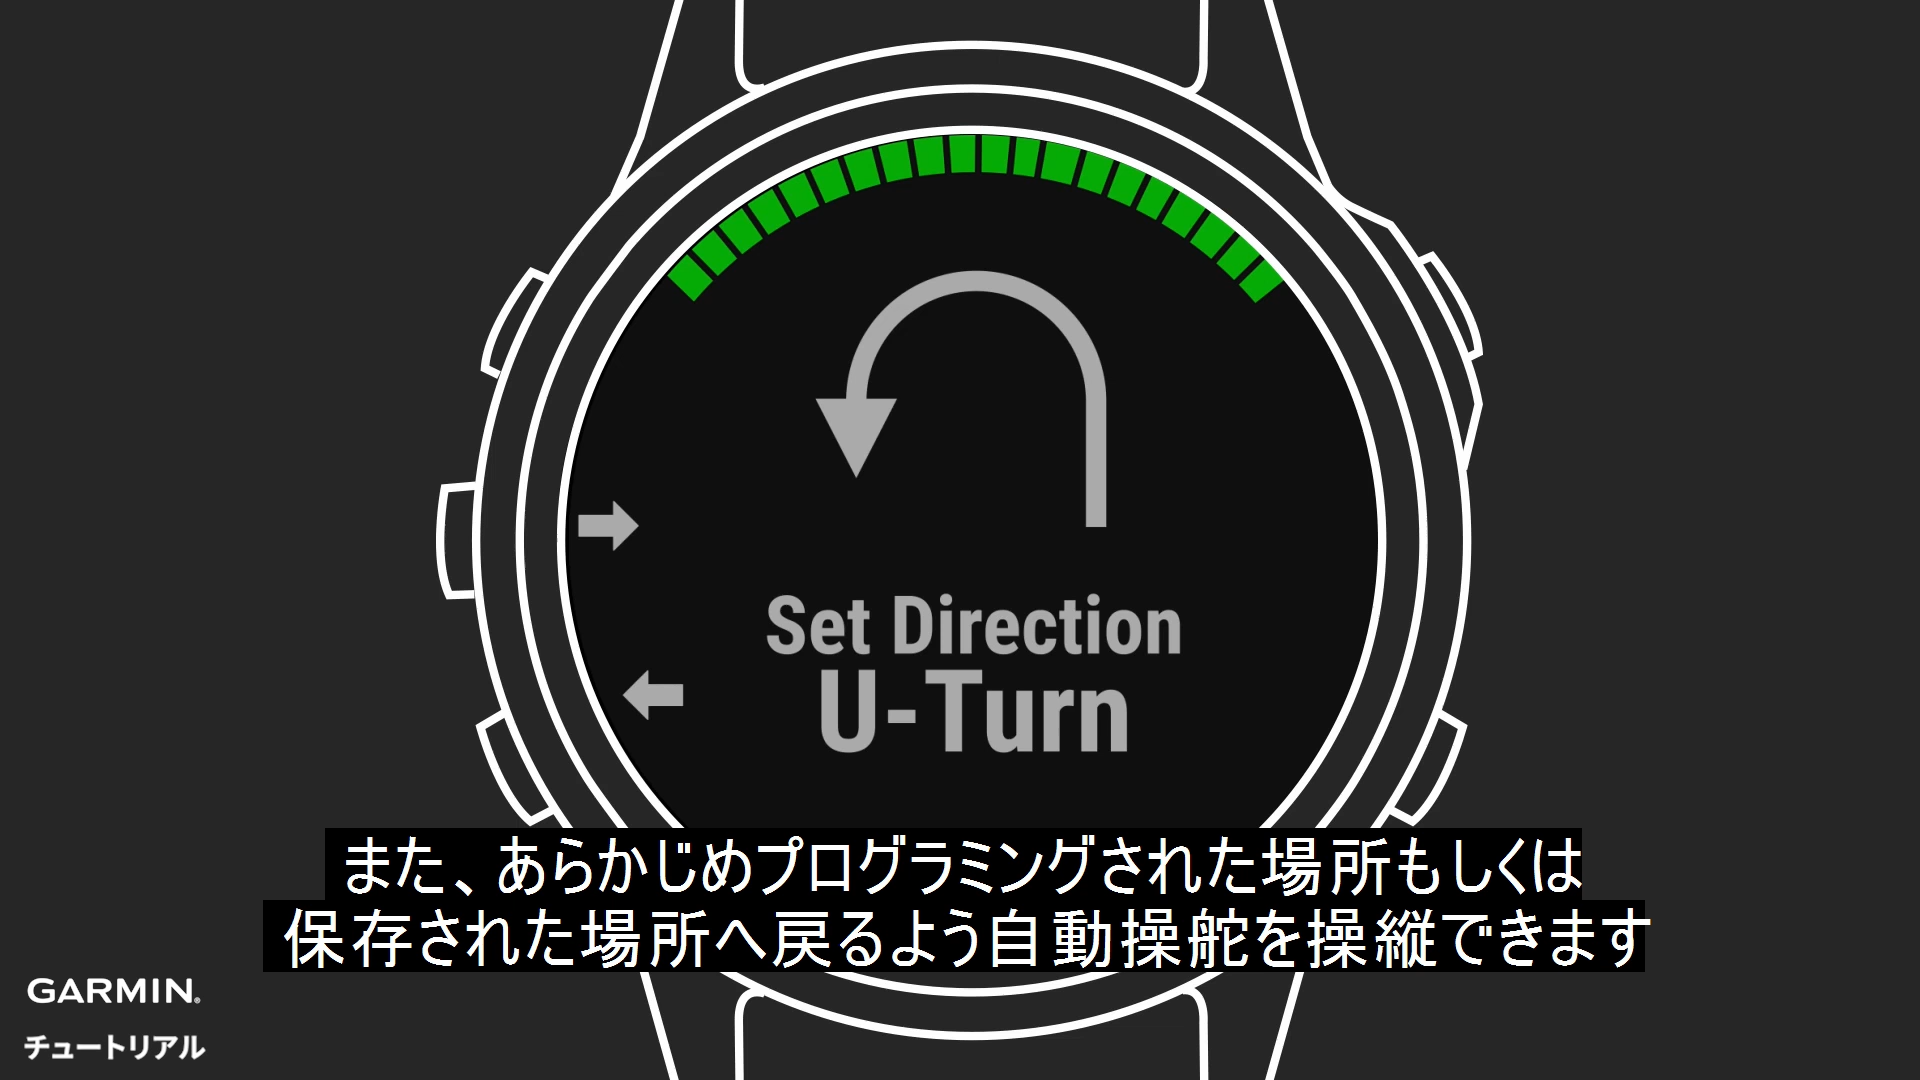 Set Direction
U-Turn
また、あらかじめプログラミングされた場所もしくは
保存された場所へ戻るよう自動操舵を操縦できます
GARMIN®
チュートリアル